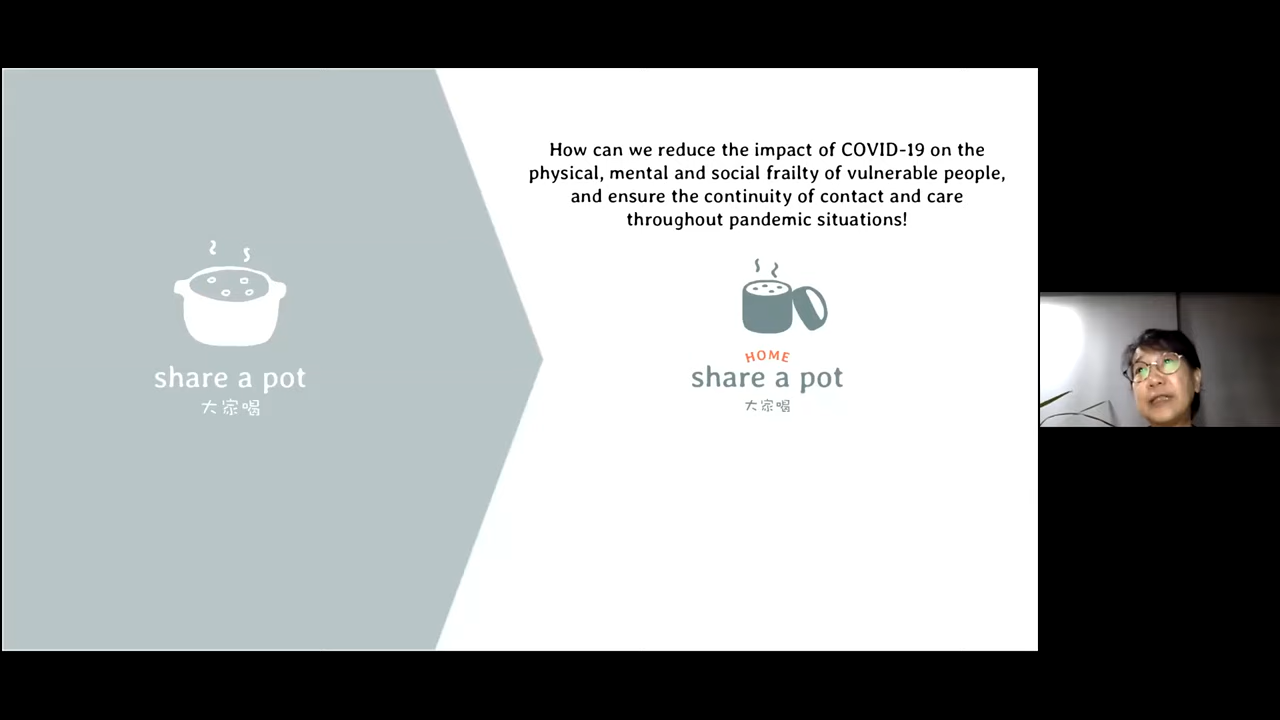 How can we reduce the impact of COVID-19 on the
physical, mental and social frailty of vulnerable people,
and ensure the continuity of contact and care
throughout pandemic situations!
share a pot
大家喝
HOME
share a pot
大家喝